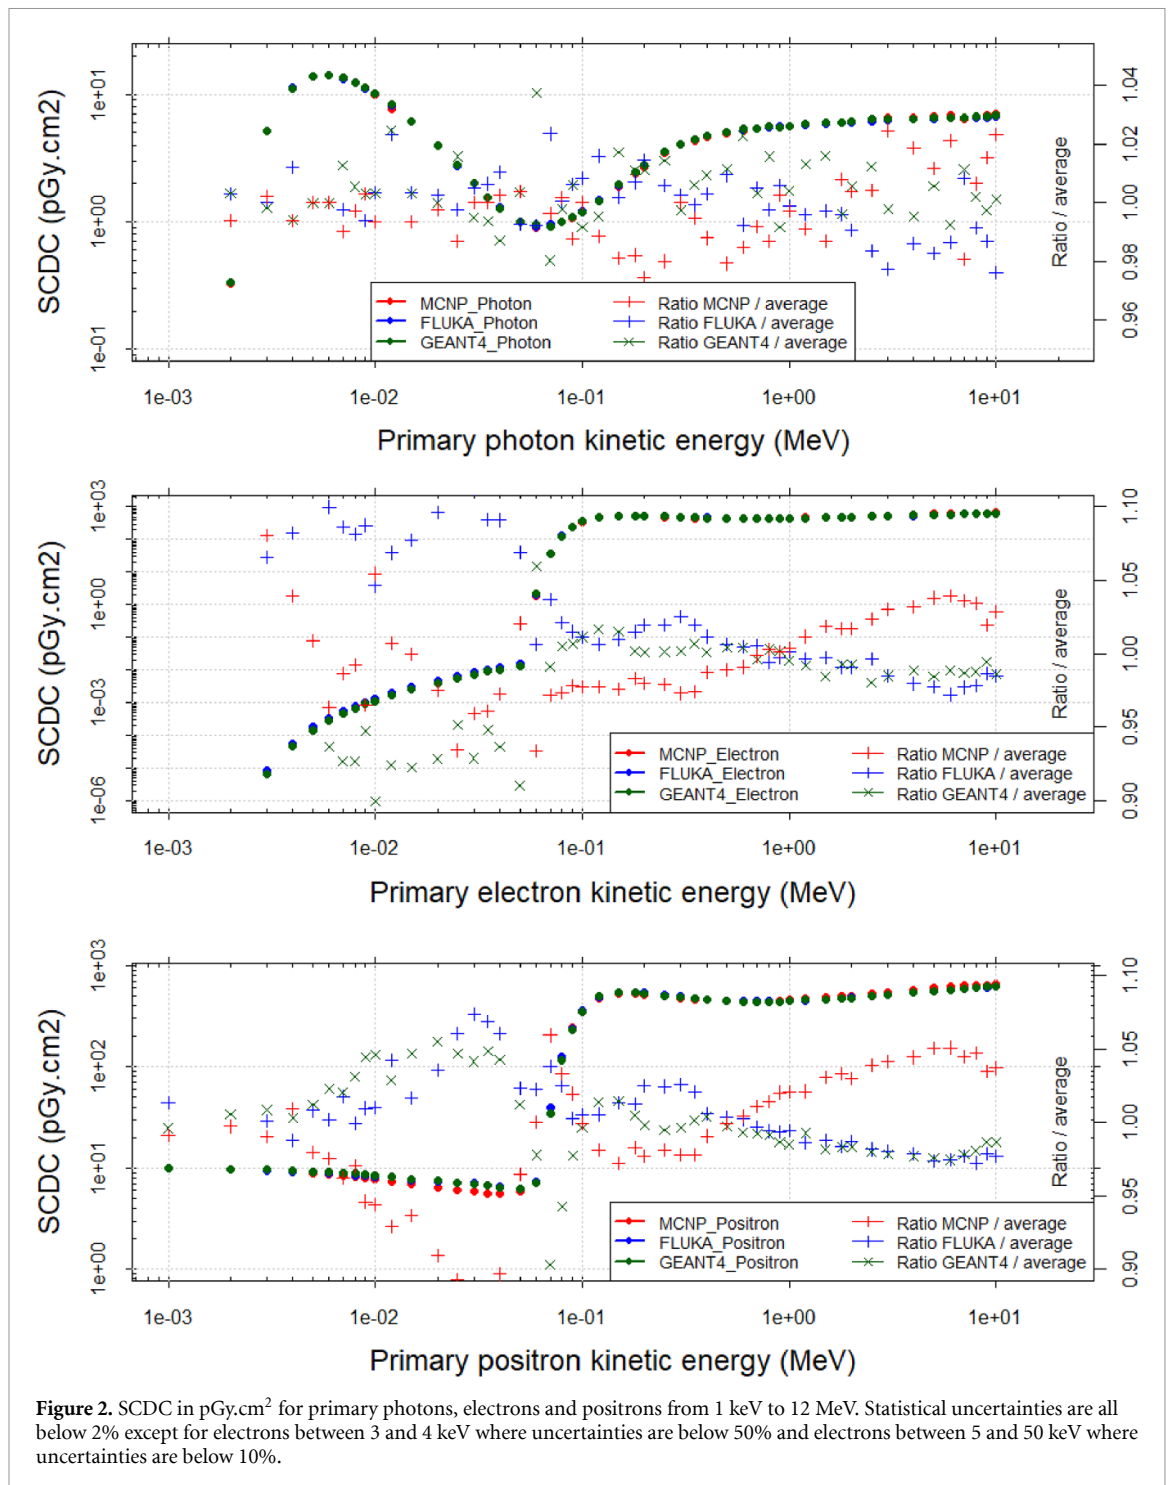 SCDC (pGy.cm2)
1e+01
1e+00
1e-01
1.04
1.02
1.00
0.98
0.96
Ratio / average
MCNP_Photon
FLUKA_Photon
GEANT4_Photon
Ratio MCNP / average
Ratio FLUKA / average
Ratio GEANT4 / average
1e-03 1e-02 1e-01 1e+00 1e+01
Primary photon kinetic energy (MeV)
SCDC (pGy.cm2)
1e+03
1e+00
1e-03
1e-06
1.10
1.05
1.00
0.95
0.90
Ratio / average
MCNP_Electron
FLUKA_Electron
GEANT4_Electron
Ratio MCNP / average
Ratio FLUKA / average
Ratio GEANT4 / average
1e-03 1e-02 1e-01 1e+00 1e+01
Primary electron kinetic energy (MeV)
SCDC (pGy.cm2)
1e+03
1e+02
1e+01
1e+00
1.10
1.05
1.00
0.95
0.90
Ratio / average
MCNP_Positron
FLUKA_Positron
GEANT4_Positron
Ratio MCNP / average
Ratio FLUKA / average
Ratio GEANT4 / average
1e-03 1e-02 1e-01 1e+00 1e+01
Primary positron kinetic energy (MeV)
Figure 2. SCDC in pGy.cm² for primary photons, electrons and positrons from 1 keV to 12 MeV. Statistical uncertainties are all
below 2% except for electrons between 3 and 4 keV where uncertainties are below 50% and electrons between 5 and 50 keV where
uncertainties are below 10%.